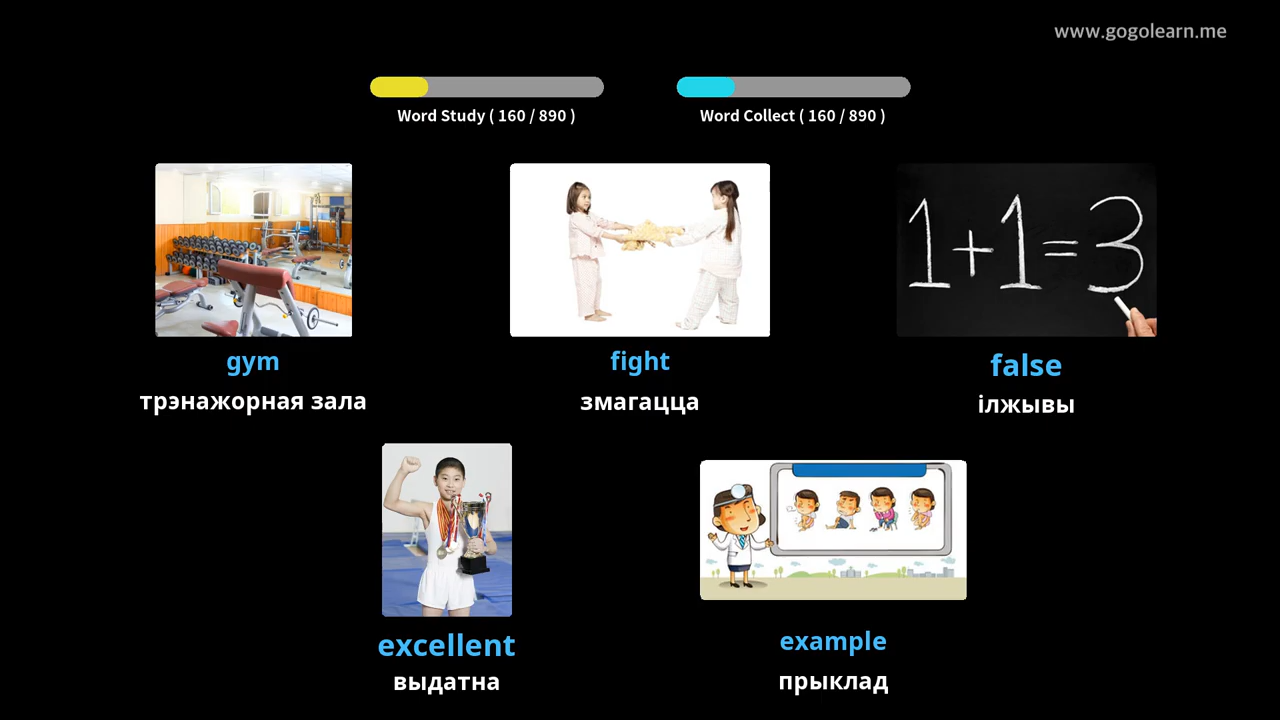 www.gogolearn.me
Word Study ( 160 / 890 )
Word Collect ( 160 / 890 )
1+1=3
gym
fight
false
трэнажорная зала
змагацца
ілжывы
excellent
example
выдатна
прыклад